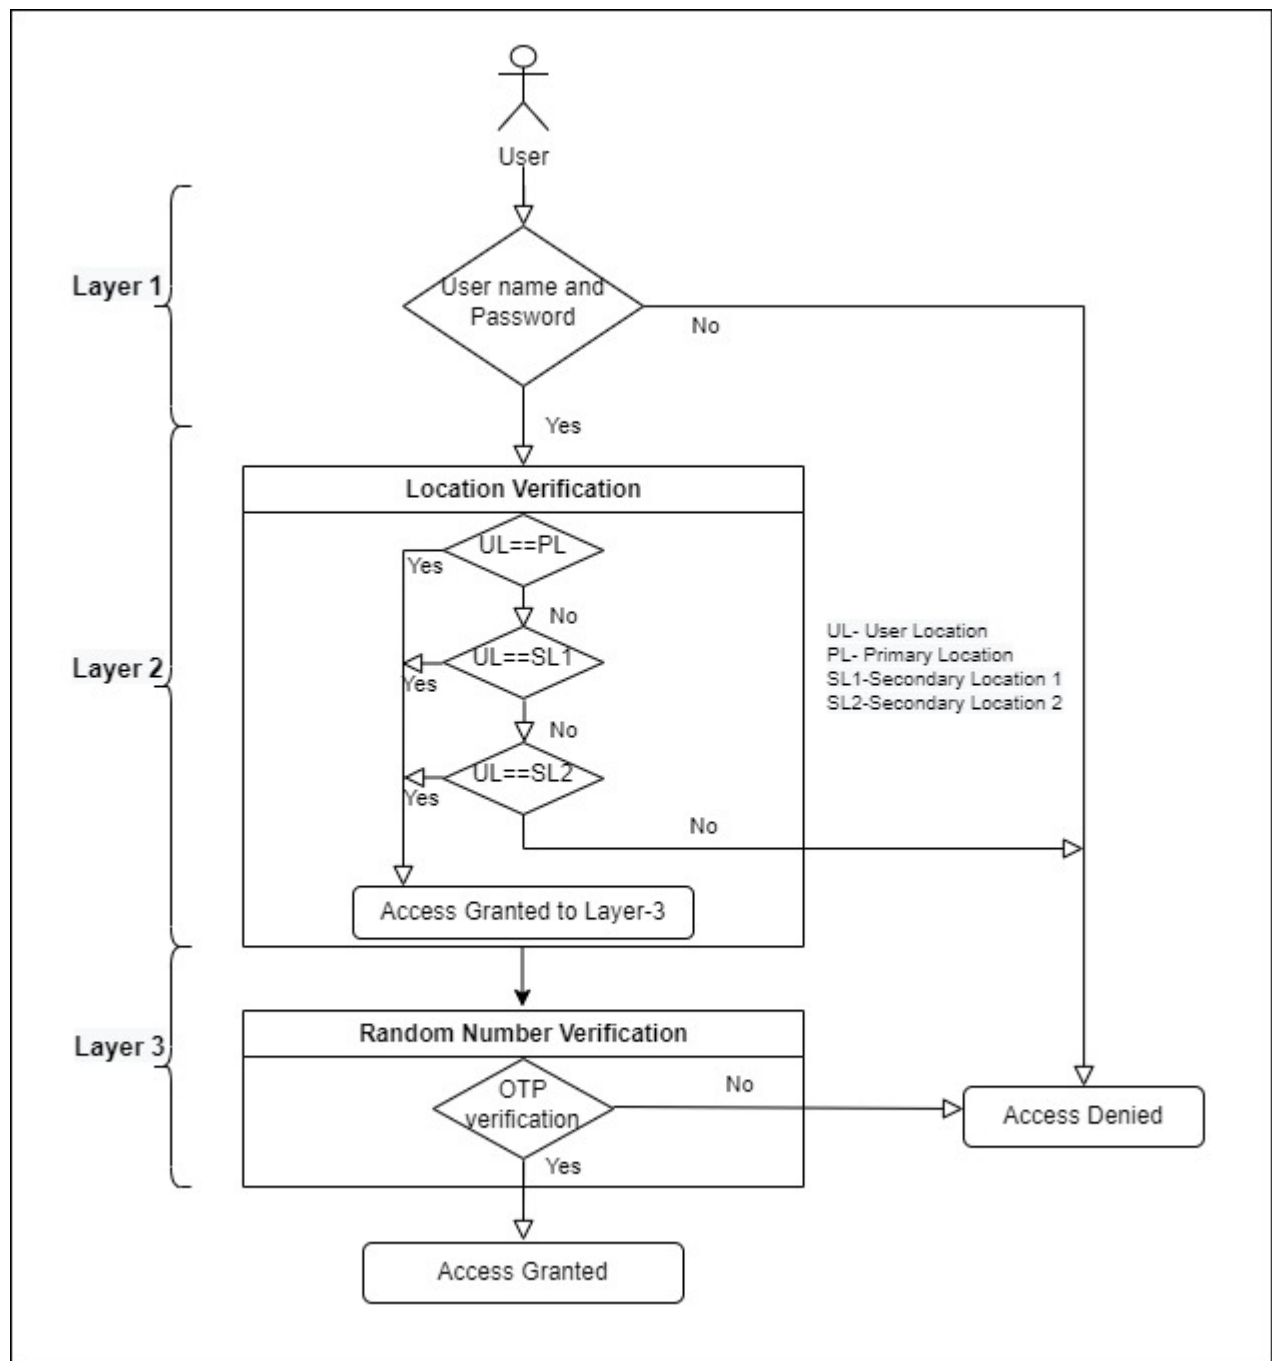 User
Layer 1
User name and
Password
No
Yes
Location Verification
UL==PL
Yes
No
UL- User Location
PL- Primary Location
SL1-Secondary Location 1
SL2-Secondary Location 2
Layer 2
UL==SL1
Yes
No
UL==SL2
Yes
No
Access Granted to Layer-3
Random Number Verification
Layer 3
OTP
verification
No
Access Denied
Yes
Access Granted